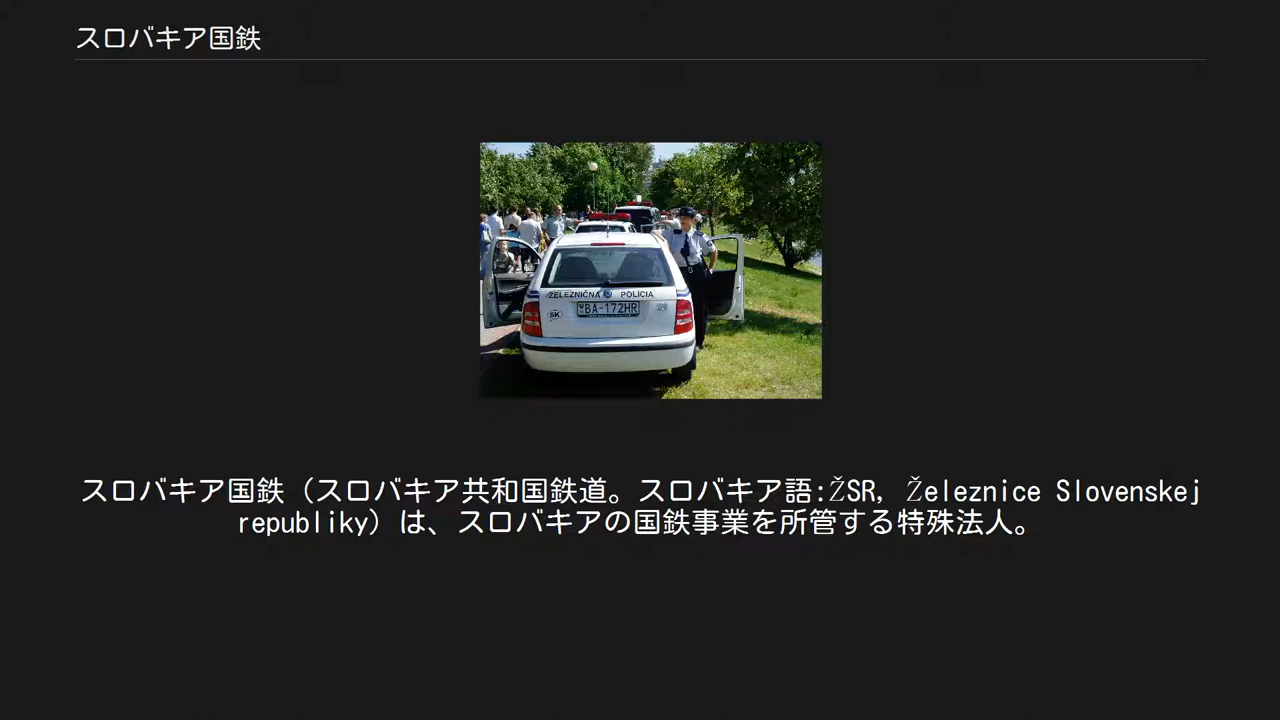 スロバキア国鉄
ŽELEZNIČNA POLÍCIA
BA-172HR
SK
スロバキア国鉄（スロバキア共和国鉄道。スロバキア語:ŽSR, Železnice Slovenskej
republiky）は、スロバキアの国鉄事業を所管する特殊法人。